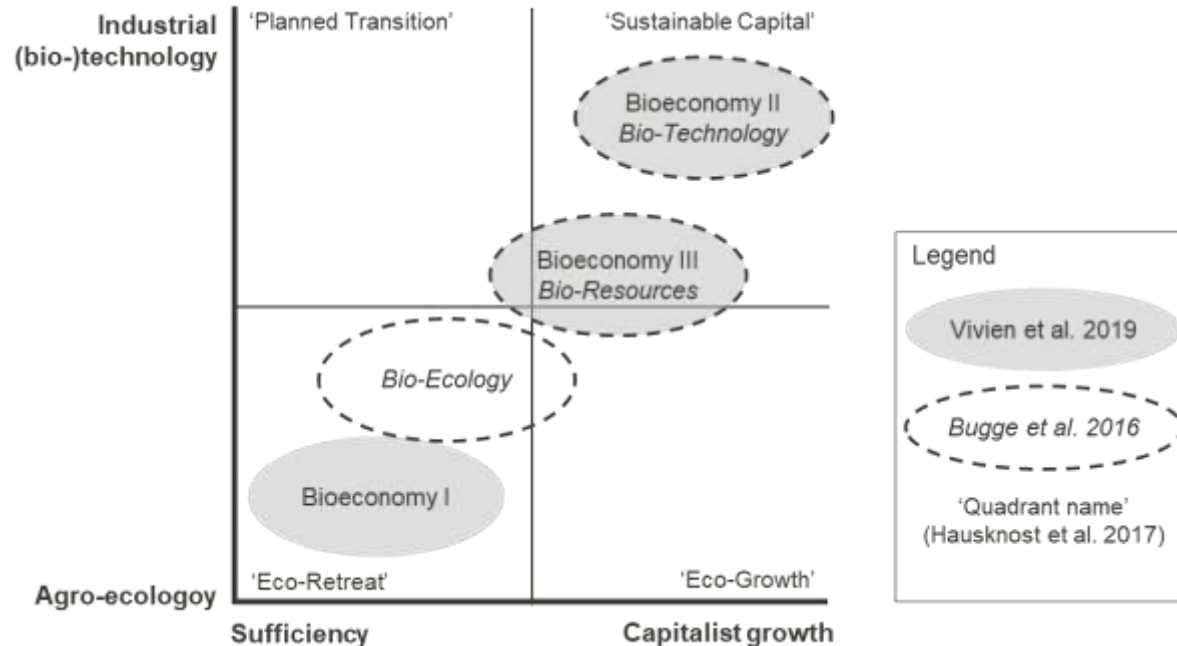 Industrial
(bio-)technology
‘Planned Transition’
‘Sustainable Capital’
Bioeconomy II
Bio-Technology
Bioeconomy III
Bio-Resources
Bio-Ecology
Bioeconomy I
‘Eco-Retreat’
‘Eco-Growth’
Agro-ecologoy
Sufficiency
Capitalist growth
Legend
Vivien et al. 2019
Bugge et al. 2016
‘Quadrant name’
(Hausknost et al. 2017)